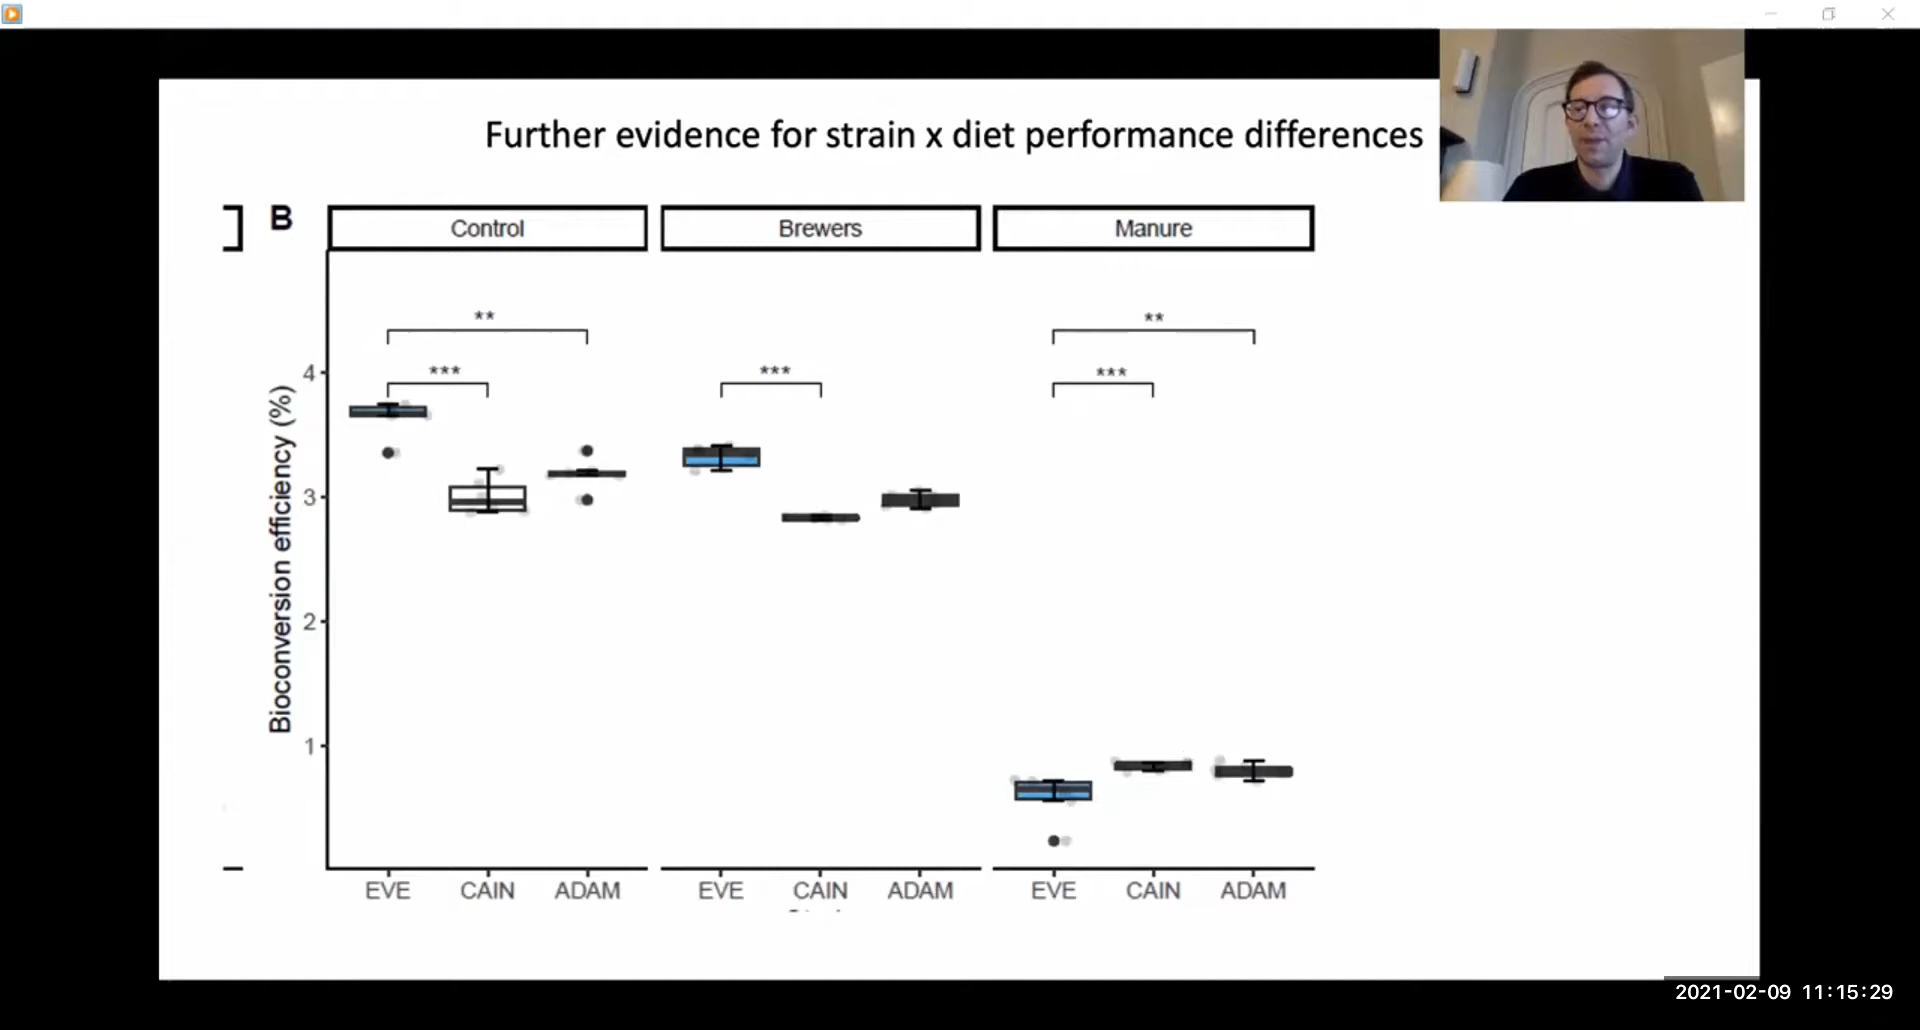 Further evidence for strain x diet performance differences
B
Control
Brewers
Manure
**
***
***
**
***
Bioconversion efficiency (%)
4
3
2
1
EVE CAIN ADAM
EVE CAIN ADAM
EVE CAIN ADAM
2021-02-09 11:15:29